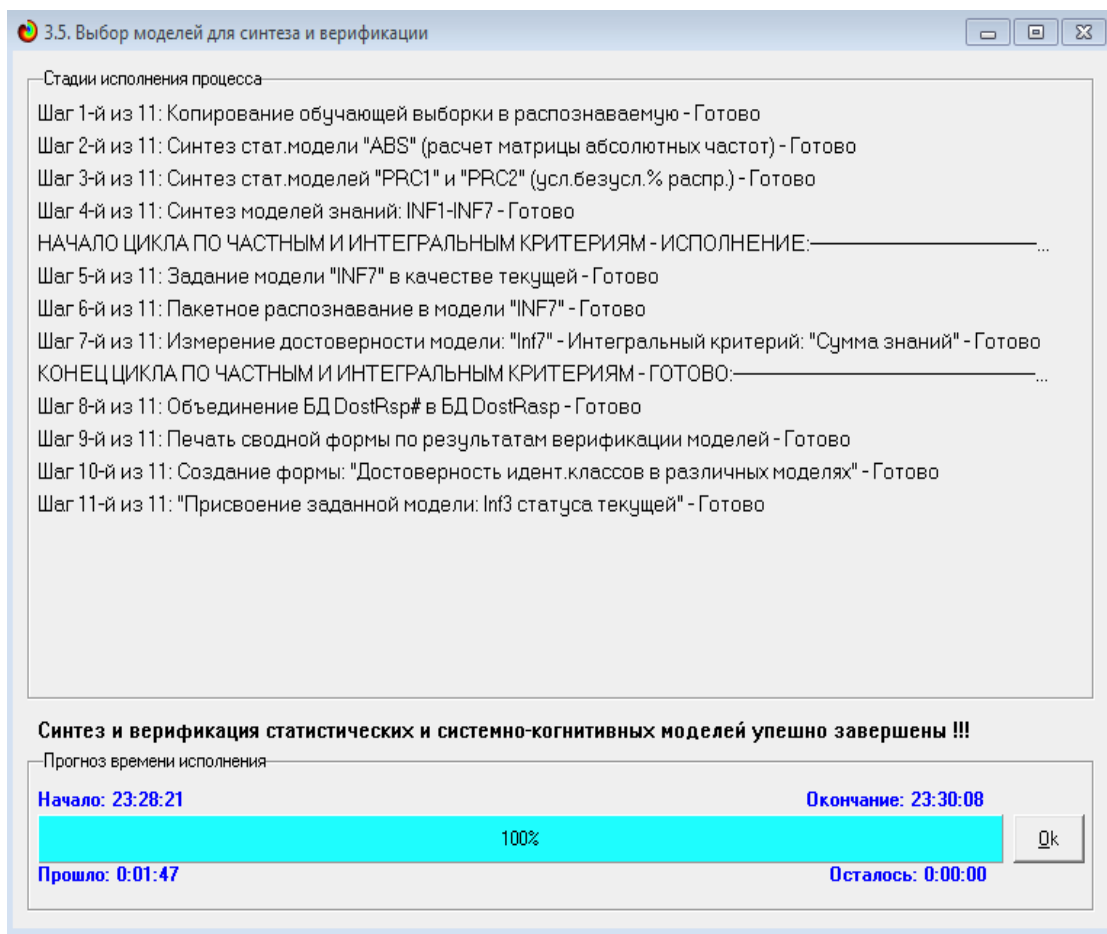 3.5. Выбор моделей для синтеза и верификации
Стадии исполнения процесса
Шаг 1-й из 11: Копирование обучающей выборки в распознаваемую - Готово
Шаг 2-й из 11: Синтез стат.модели "ABS" (расчет матрицы абсолютных частот) - Готово
Шаг 3-й из 11: Синтез стат.моделей "PRC1" и "PRC2" (усл.безусл.% распр.) - Готово
Шаг 4-й из 11: Синтез моделей знаний: INF1-INF7 - Готово
НАЧАЛО ЦИКЛА ПО ЧАСТНЫМ И ИНТЕГРАЛЬНЫМ КРИТЕРИЯМ - ИСПОЛНЕНИЕ:————————...
Шаг 5-й из 11: Задание модели "INF7" в качестве текущей - Готово
Шаг 6-й из 11: Пакетное распознавание в модели "INF7" - Готово
Шаг 7-й из 11: Измерение достоверности модели: "Inf7" - Интегральный критерий: "Сумма знаний" - Готово
КОНЕЦ ЦИКЛА ПО ЧАСТНЫМ И ИНТЕГРАЛЬНЫМ КРИТЕРИЯМ - ГОТОВО:————————...
Шаг 8-й из 11: Объединение БД DostRsp# в БД DostRasp - Готово
Шаг 9-й из 11: Печать сводной формы по результатам верификации моделей - Готово
Шаг 10-й из 11: Создание формы: "Достоверность идент.классов в различных моделях" - Готово
Шаг 11-й из 11: "Присвоение заданной модели: Inf3 статуса текущей" - Готово
Синтез и верификация статистических и системно-когнитивных моделей упешно завершены !!!
Прогноз времени исполнения
Начало: 23:28:21 Окончание: 23:30:08
100% Ok
Прошло: 0:01:47 Осталось: 0:00:00